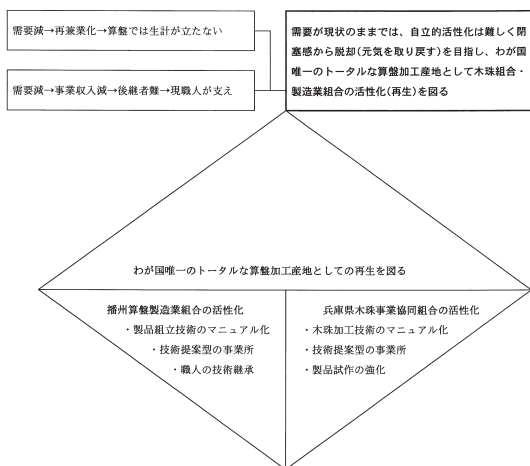 需要減→再兼業化→算盤では生計が立たない
需要減→事業収入減→後継者難→現職人が支え
需要が現状のままでは、自立的活性化は難しく閉
塞感から脱却(元気を取り戻す)を目指し、わが国
唯一のトータルな算盤加工産地として木珠組合・
製造業組合の活性化(再生)を図る
わが国唯一のトータルな算盤加工産地としての再生を図る
播州算盤製造業組合の活性化
・製品組立技術のマニュアル化
・技術提案型の事業所
・職人の技術継承
兵庫県木珠事業協同組合の活性化
・木珠加工技術のマニュアル化
・技術提案型の事業所
・製品試作の強化